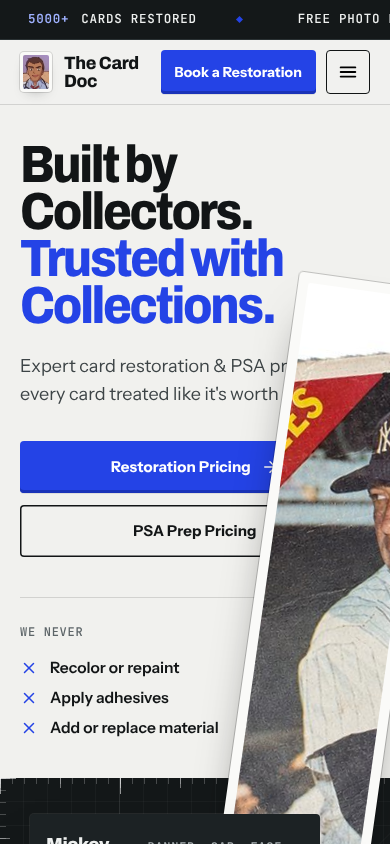 5000+ CARDS RESTORED ◆ FREE PHOTO
The Card
Doc
Book a Restoration
Built by
Collectors.
Trusted with
Collections.
Expert card restoration & PSA
every card treated like it's worth
Restoration Pricing →
PSA Prep Pricing
WE NEVER
Recolor or repaint
Apply adhesives
Add or replace material